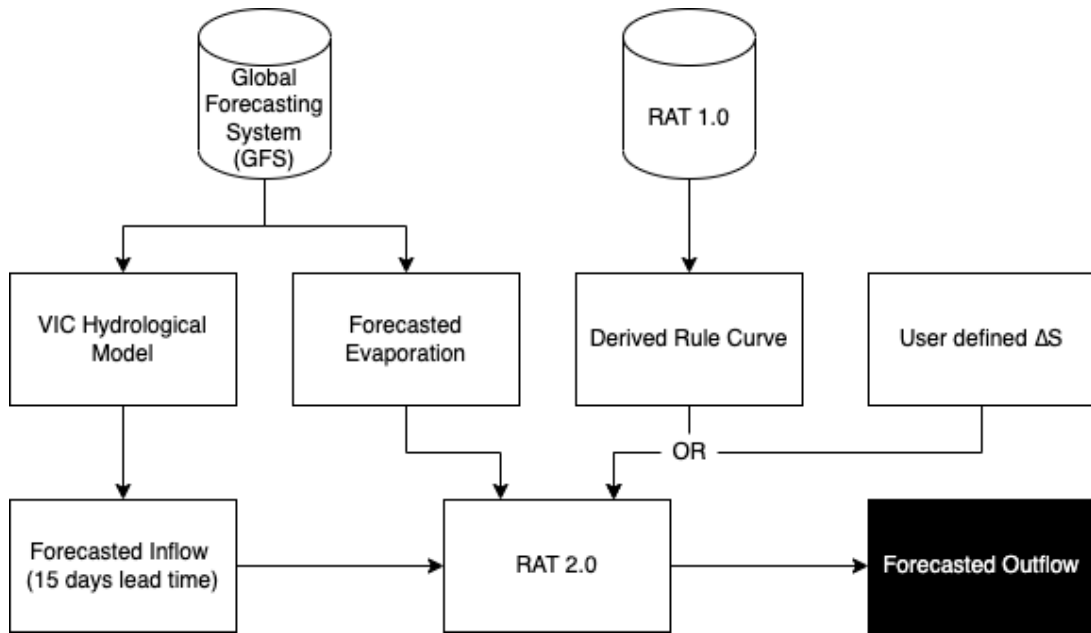 Global
Forecasting
System
(GFS)
RAT 1.0
VIC Hydrological
Model
Forecasted
Evaporation
Derived Rule Curve
User defined ΔS
OR
Forecasted Inflow
(15 days lead time)
RAT 2.0
Forecasted Outflow